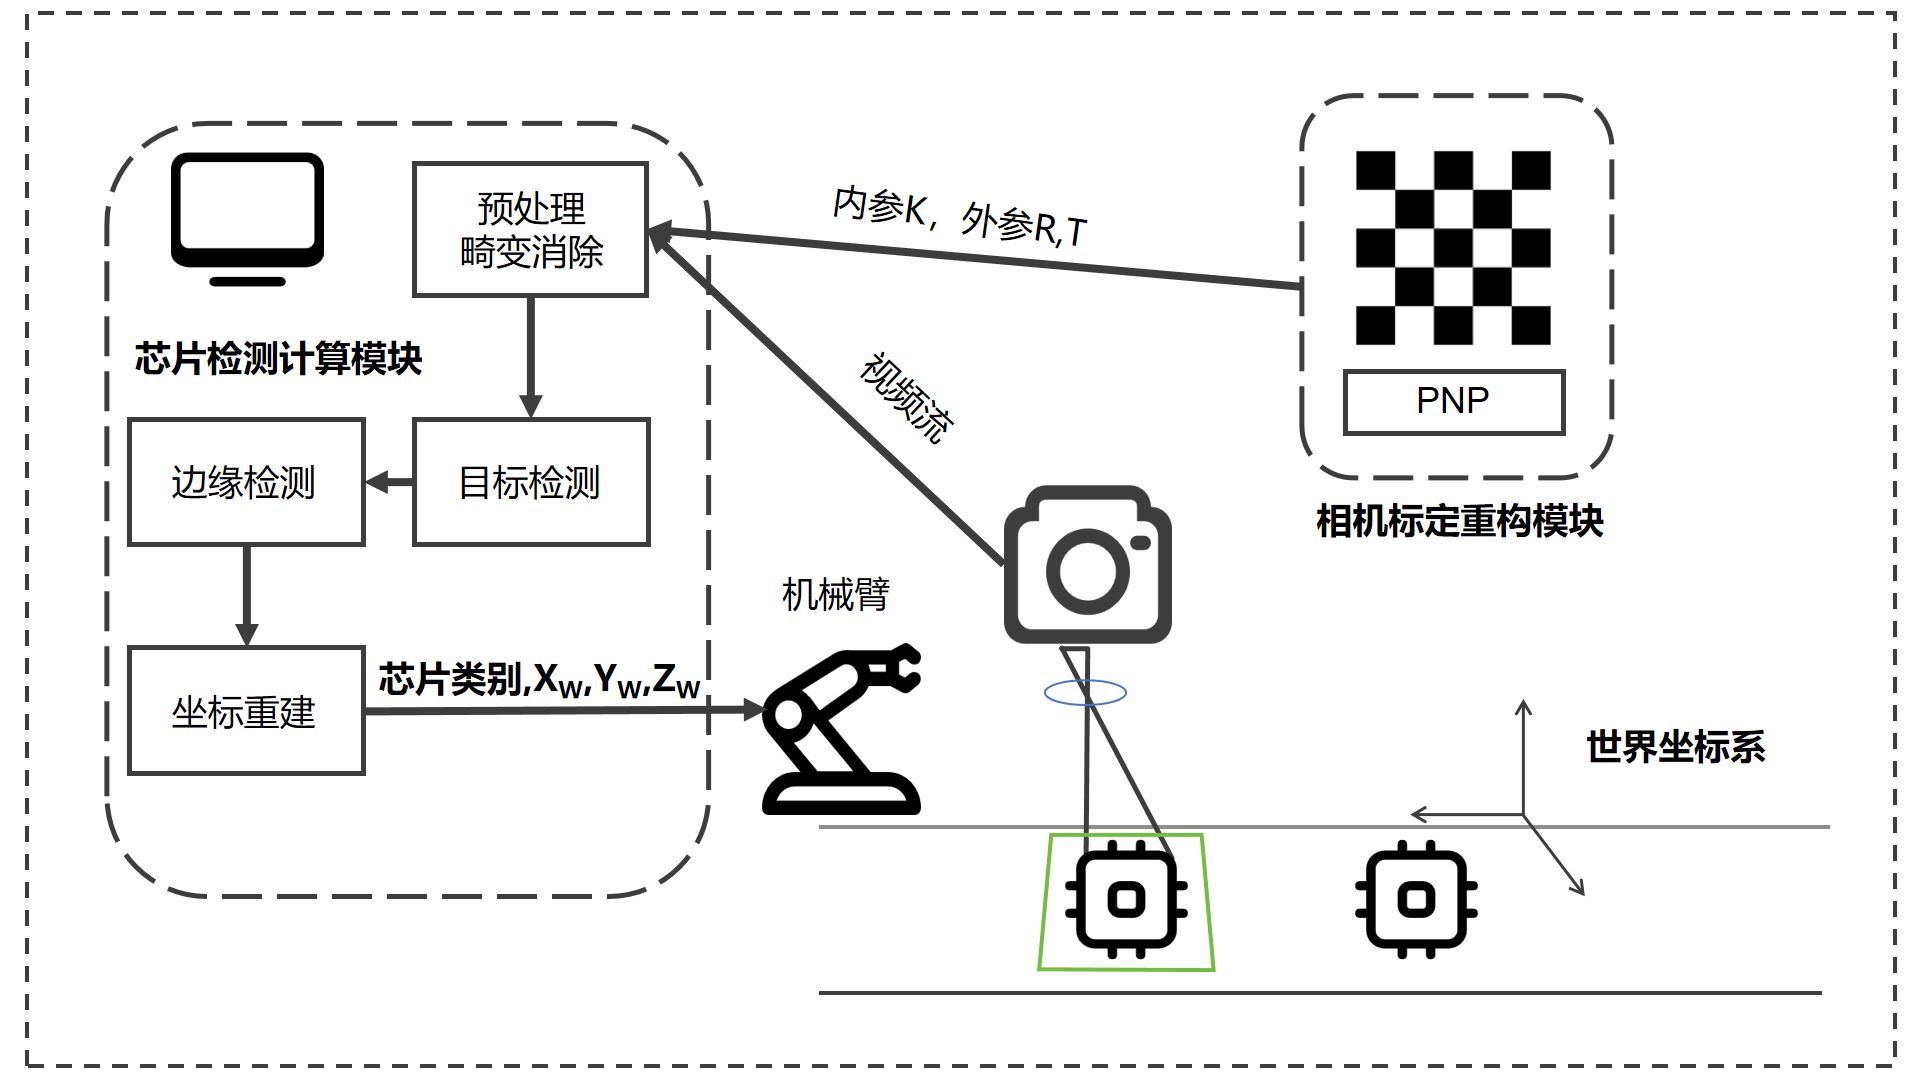 预处理
畸变消除
芯片检测计算模块
边缘检测
目标检测
坐标重建
芯片类别,XW,YW,ZW
内参K，外参R,T
视频流
机械臂
PNP
相机标定重构模块
世界坐标系